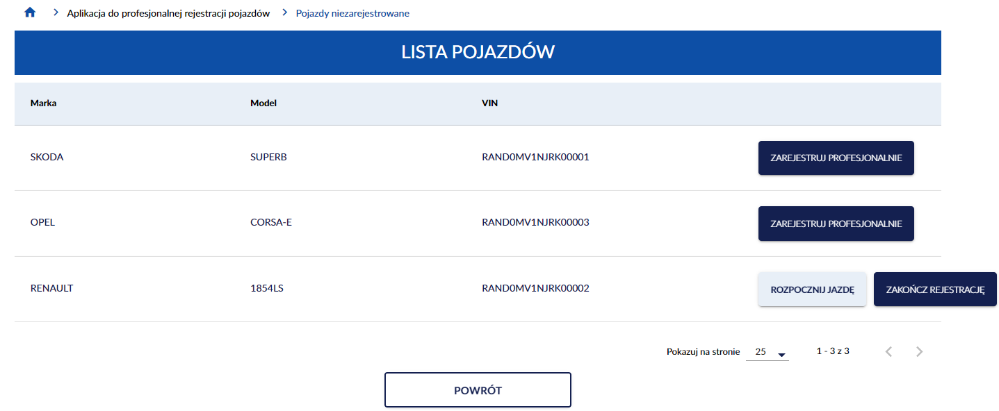 Aplikacja do profesjonalnej rejestracji pojazdów Pojazdy niezarejestrowane
LISTA POJAZDÓW
Marka Model VIN
SKODA SUPERB RAND0MV1NJRK00001 ZAREJESTRUJ PROFESJONALNIE
OPEL CORSA-E RAND0MV1NJRK00003 ZAREJESTRUJ PROFESJONALNIE
RENAULT 1854LS RAND0MV1NJRK00002 ROZPOCZNIJ JAZDĘ ZAKOŃCZ REJESTRACJĘ
Pokazuj na stronie 25 1 - 3 z 3
POWRÓT